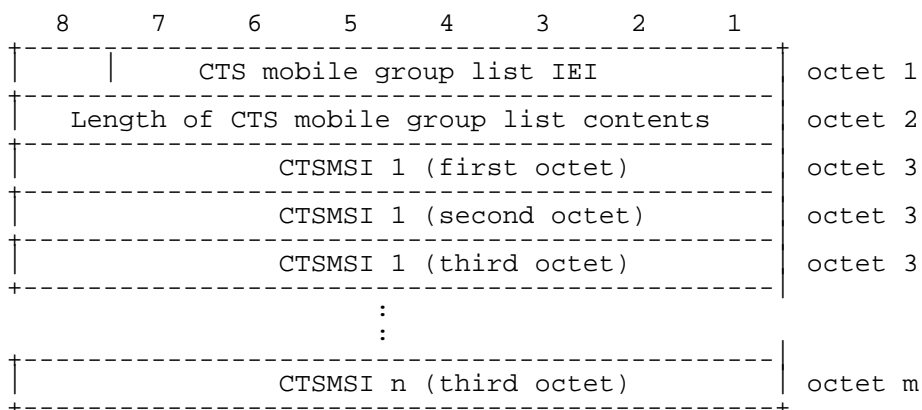 8 7 6 5 4 3 2 1
CTS mobile group list IEI octet 1
Length of CTS mobile group list contents octet 2
CTSMSI 1 (first octet) octet 3
CTSMSI 1 (second octet) octet 3
CTSMSI 1 (third octet) octet 3
:
:
CTSMSI n (third octet) octet m